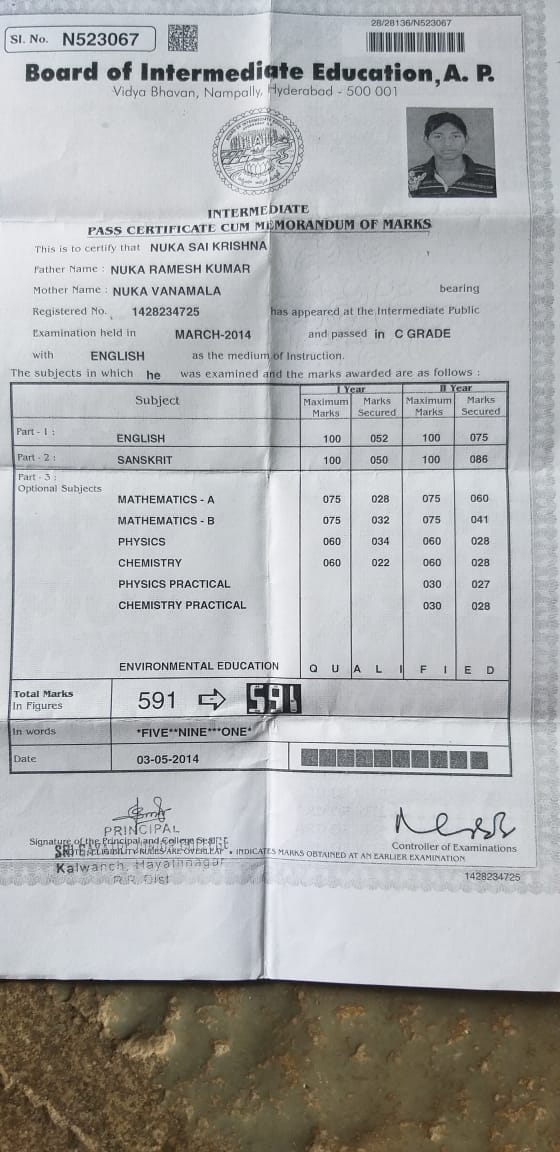 28/28136/N523067
Sl. No. N523067
Board of Intermediate Education, A. P.
Vidya Bhavan, Nampally, Hyderabad - 500 001
INTERMEDIATE
PASS CERTIFICATE CUM MEMORANDUM OF MARKS
This is to certify that NUKA SAI KRISHNA
Father Name : NUKA RAMESH KUMAR
Mother Name : NUKA VANAMALA bearing
Registered No. 1428234725 has appeared at the Intermediate Public
Examination held in MARCH-2014 and passed in C GRADE
with ENGLISH as the medium of Instruction.
The subjects in which he was examined and the marks awarded are as follows :
Subject I Year II Year
Maximum Marks Marks Secured Maximum Marks Marks Secured
Part - 1 : ENGLISH 100 052 100 075
Part - 2 : SANSKRIT 100 050 100 086
Part - 3 :
Optional Subjects
MATHEMATICS - A 075 028 075 060
MATHEMATICS - B 075 032 075 041
PHYSICS 060 034 060 028
CHEMISTRY 060 022 060 028
PHYSICS PRACTICAL 030 027
CHEMISTRY PRACTICAL 030 028
ENVIRONMENTAL EDUCATION Q U A L I F I E D
Total Marks
In Figures 591 591
In words *FIVE**NINE***ONE*
Date 03-05-2014
PRINCIPAL
Signature of the Principal and College Seal
Controller of Examinations
ARE OVERLEAF * INDICATES MARKS OBTAINED AT AN EARLIER EXAMINATION
Hayathnagar
R.R. Dist
1428234725